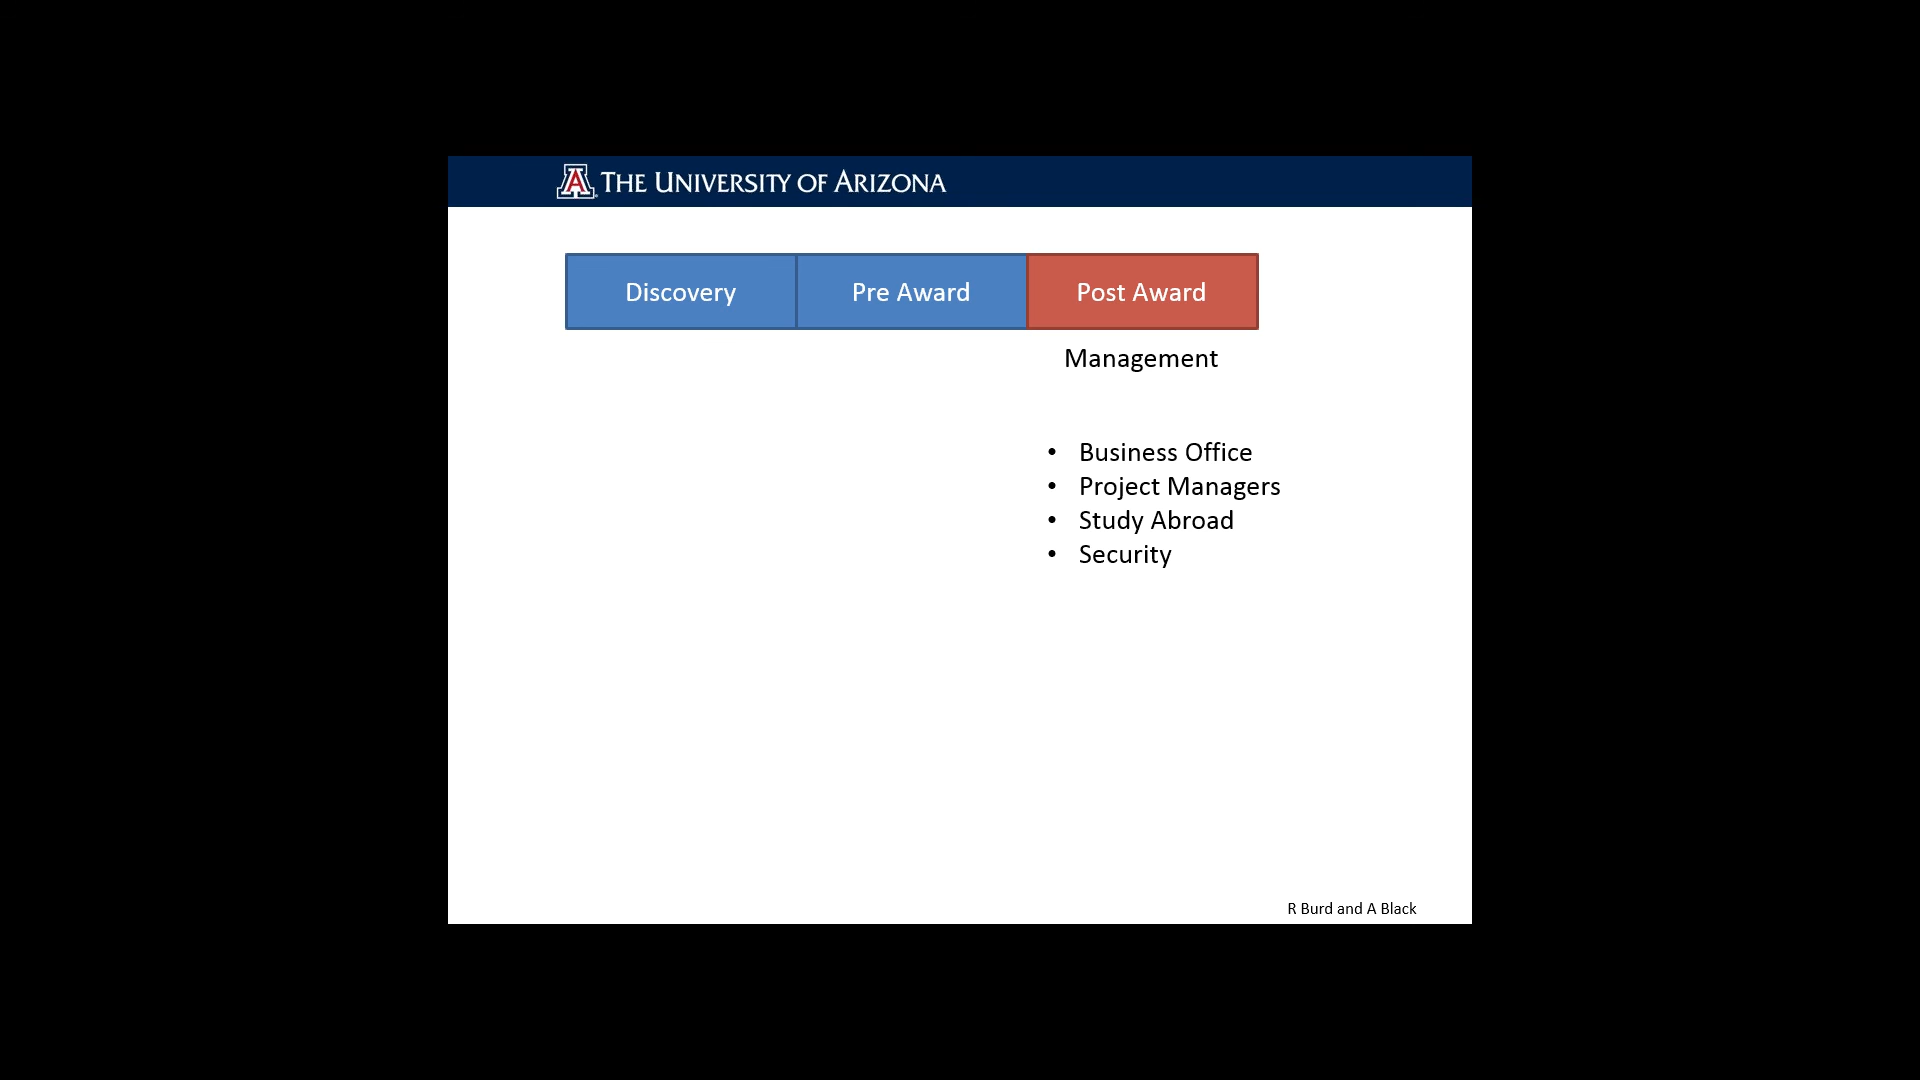 THE UNIVERSITY OF ARIZONA
Discovery
Pre Award
Post Award
Management
• Business Office
• Project Managers
• Study Abroad
• Security
R Burd and A Black